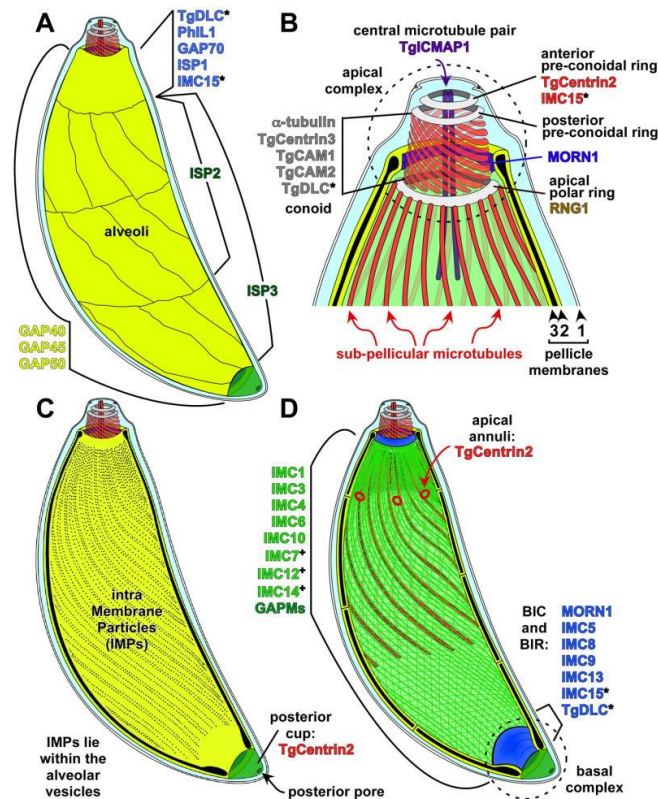 A
TgDLC*
PhIL1
GAP70
ISP1
IMC15*
ISP2
alveoli
ISP3
GAP40
GAP45
GAP50
B
central microtubule pair
TgICMAP1
apical
complex
anterior
pre-conoidal ring
TgCentrin2
IMC15*
α-tubulin
TgCentrin3
TgCAM1
TgCAM2
TgDLC*
conoid
posterior
pre-conoidal ring
MORN1
apical
polar ring
RNG1
sub-pellicular microtubules
32 1
pellicle
membranes
C
intra
Membrane
Particles
(IMPs)
IMPs lie
within the
alveolar
vesicles
posterior
cup:
TgCentrin2
posterior pore
D
apical
annuli:
TgCentrin2
IMC1
IMC3
IMC4
IMC6
IMC10
IMC7+
IMC12+
IMC14+
GAPMs
BIC
and
BIR:
MORN1
IMC5
IMC8
IMC9
IMC13
IMC15*
TgDLC*
basal
complex